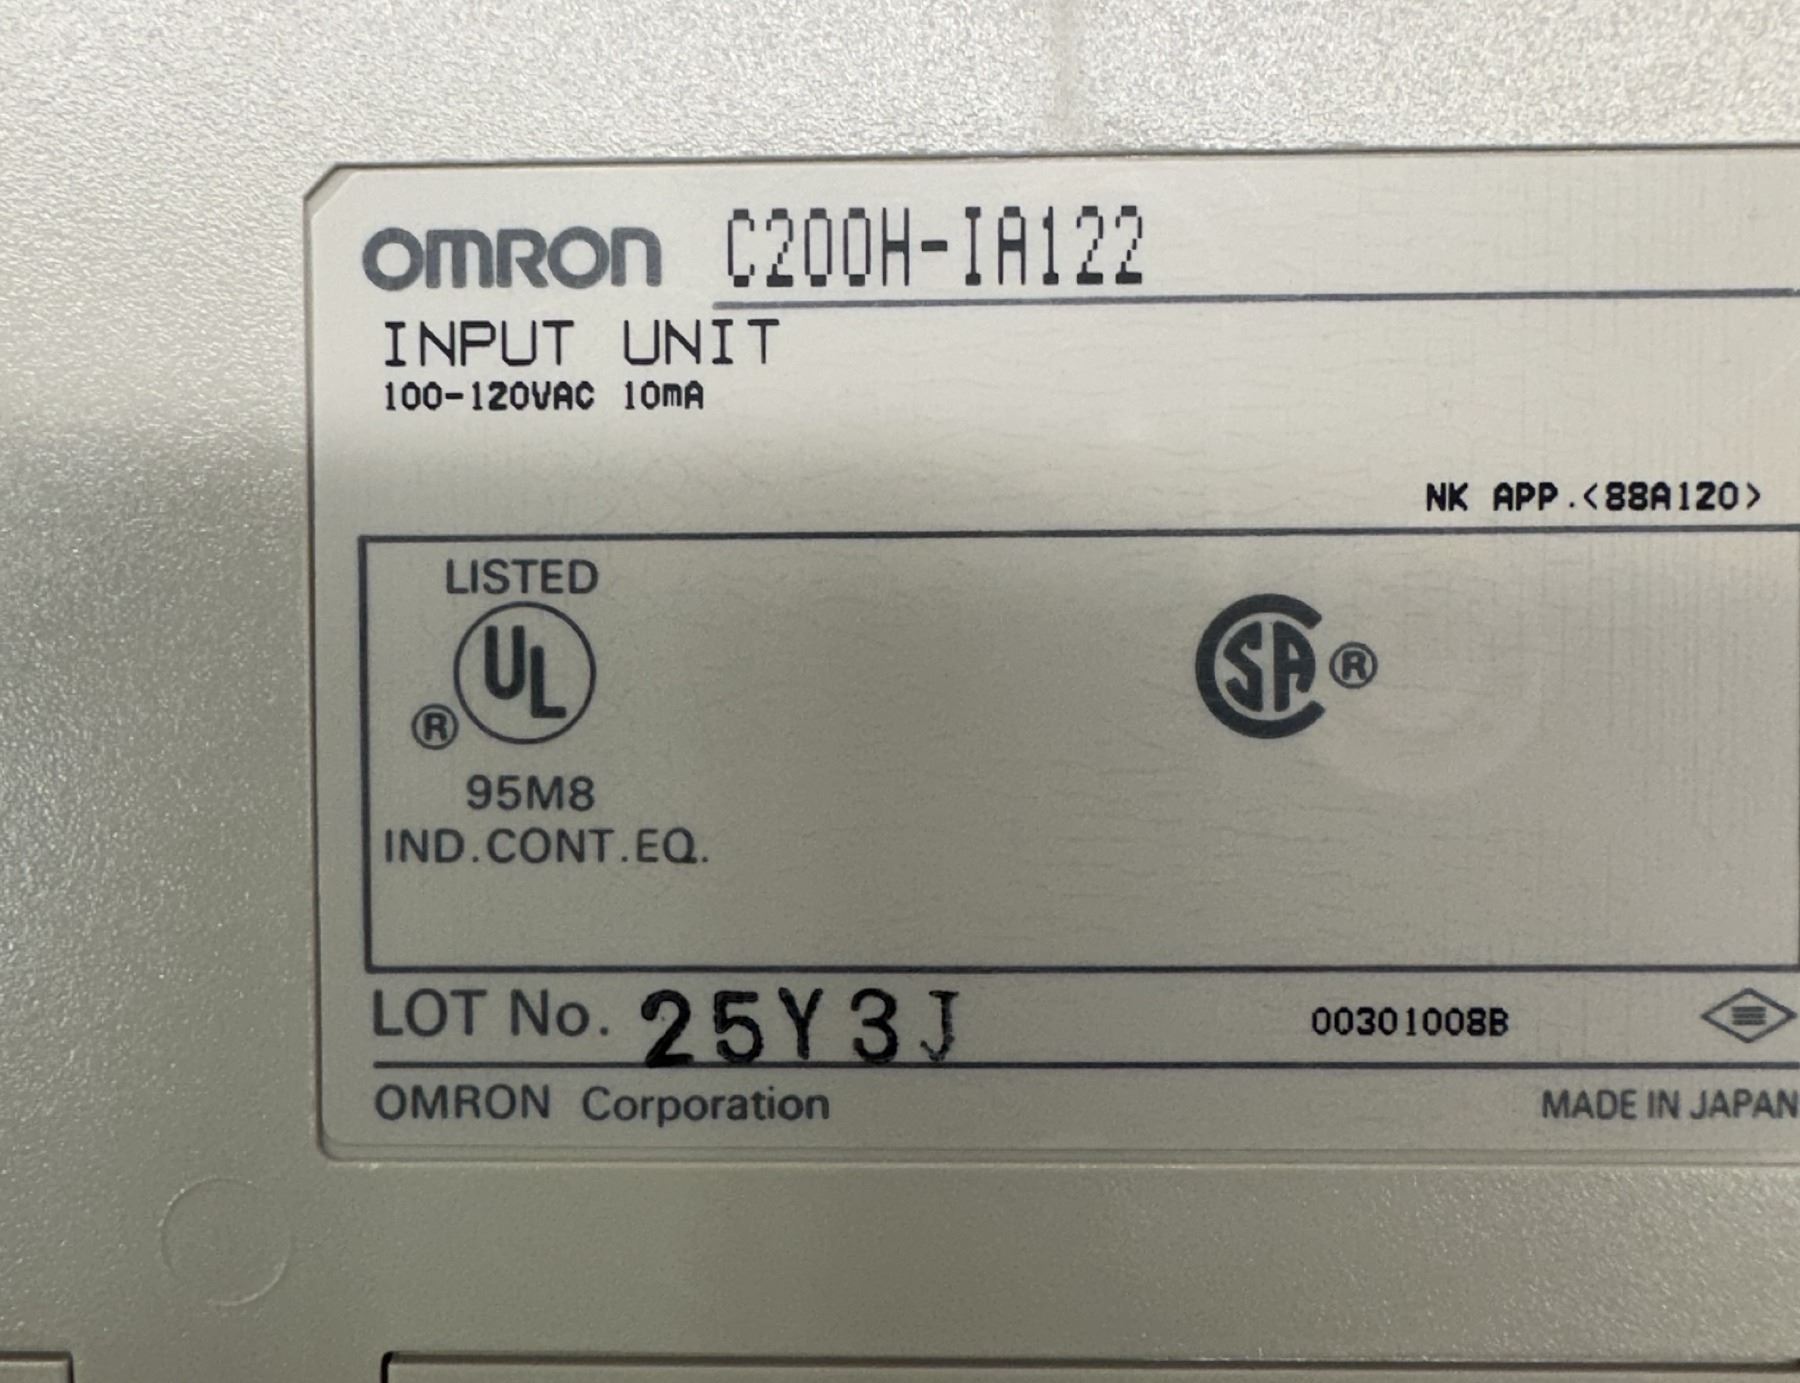 OMRON C200H-IA122
INPUT UNIT
100-120VAC 10mA
NK APP.<88A120>
LISTED
UL
®
SA ®
95M8
IND.CONT.EQ.
LOT No. 25Y3J 00301008B
OMRON Corporation MADE IN JAPAN